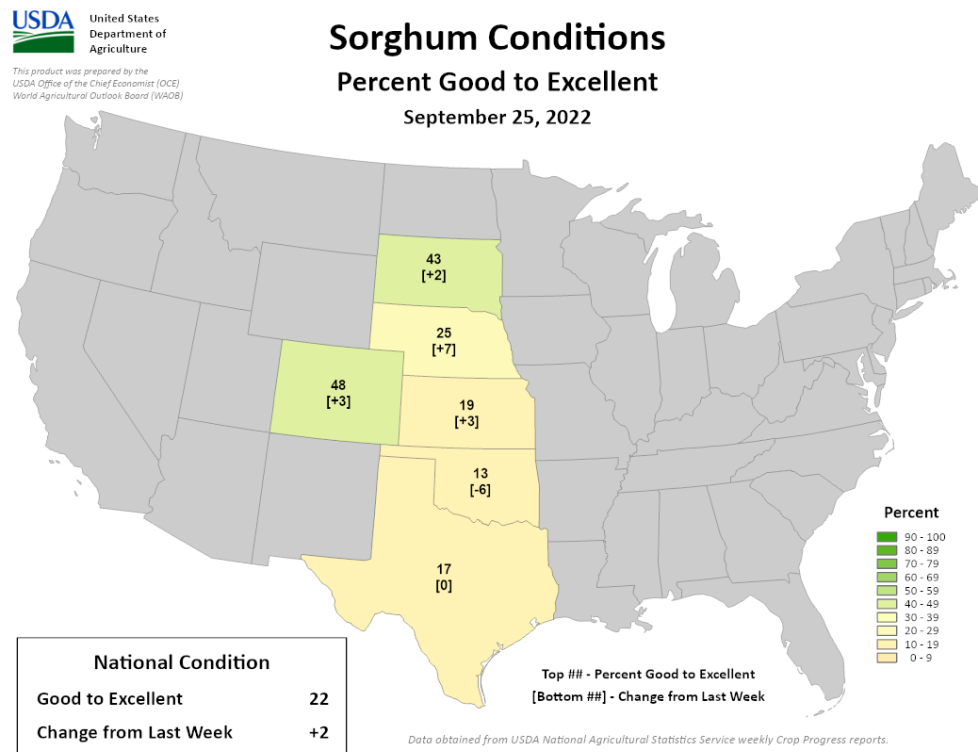 USDA
United States
Department of
Agriculture
This product was prepared by the
USDA Office of the Chief Economist (OCE)
World Agricultural Outlook Board (WAOB)
Sorghum Conditions
Percent Good to Excellent
September 25, 2022
43
[+2]
25
[+7]
48
[+3]
19
[+3]
13
[-6]
17
[0]
Percent
90 - 100
80 - 89
70 - 79
60 - 69
50 - 59
40 - 49
30 - 39
20 - 29
10 - 19
0 - 9
National Condition
Good to Excellent 22
Change from Last Week +2
Top ## - Percent Good to Excellent
[Bottom ##] - Change from Last Week
Data obtained from USDA National Agricultural Statistics Service weekly Crop Progress reports.